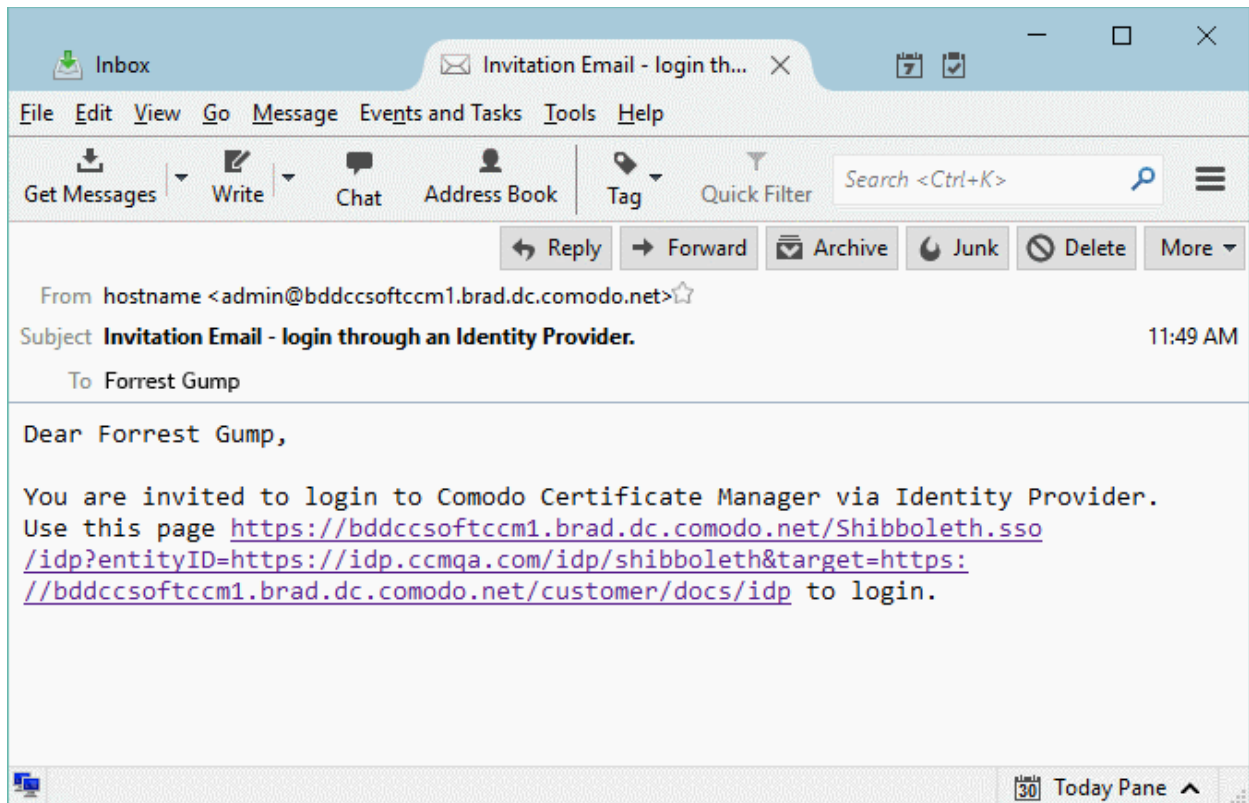 Inbox
Invitation Email - login th...
7
File Edit View Go Message Events and Tasks Tools Help
Get Messages Write Chat Address Book Tag Quick Filter Search <Ctrl+K>
Reply Forward Archive Junk Delete More
From hostname <admin@bddccsoftccm1.brad.dc.comodo.net>
Subject Invitation Email - login through an Identity Provider. 11:49 AM
To Forrest Gump
Dear Forrest Gump,
You are invited to login to Comodo Certificate Manager via Identity Provider.
Use this page https://bddccsoftccm1.brad.dc.comodo.net/Shibboleth.sso
/idp?entityID=https://idp.ccmqa.com/idp/shibboleth&target=https:
//bddccsoftccm1.brad.dc.comodo.net/customer/docs/idp to login.
30 Today Pane